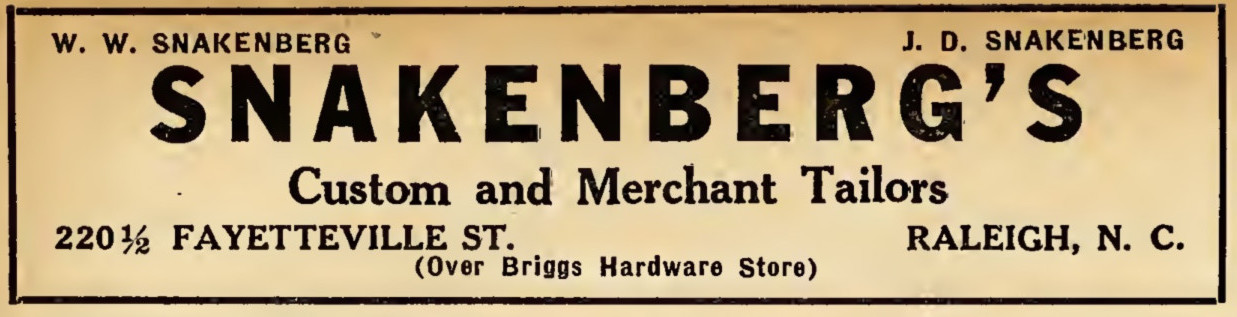 W. W. SNAKENBERG J. D. SNAKENBERG
SNAKENBERG'S
Custom and Merchant Tailors
220½ FAYETTEVILLE ST. RALEIGH, N. C.
(Over Briggs Hardware Store)